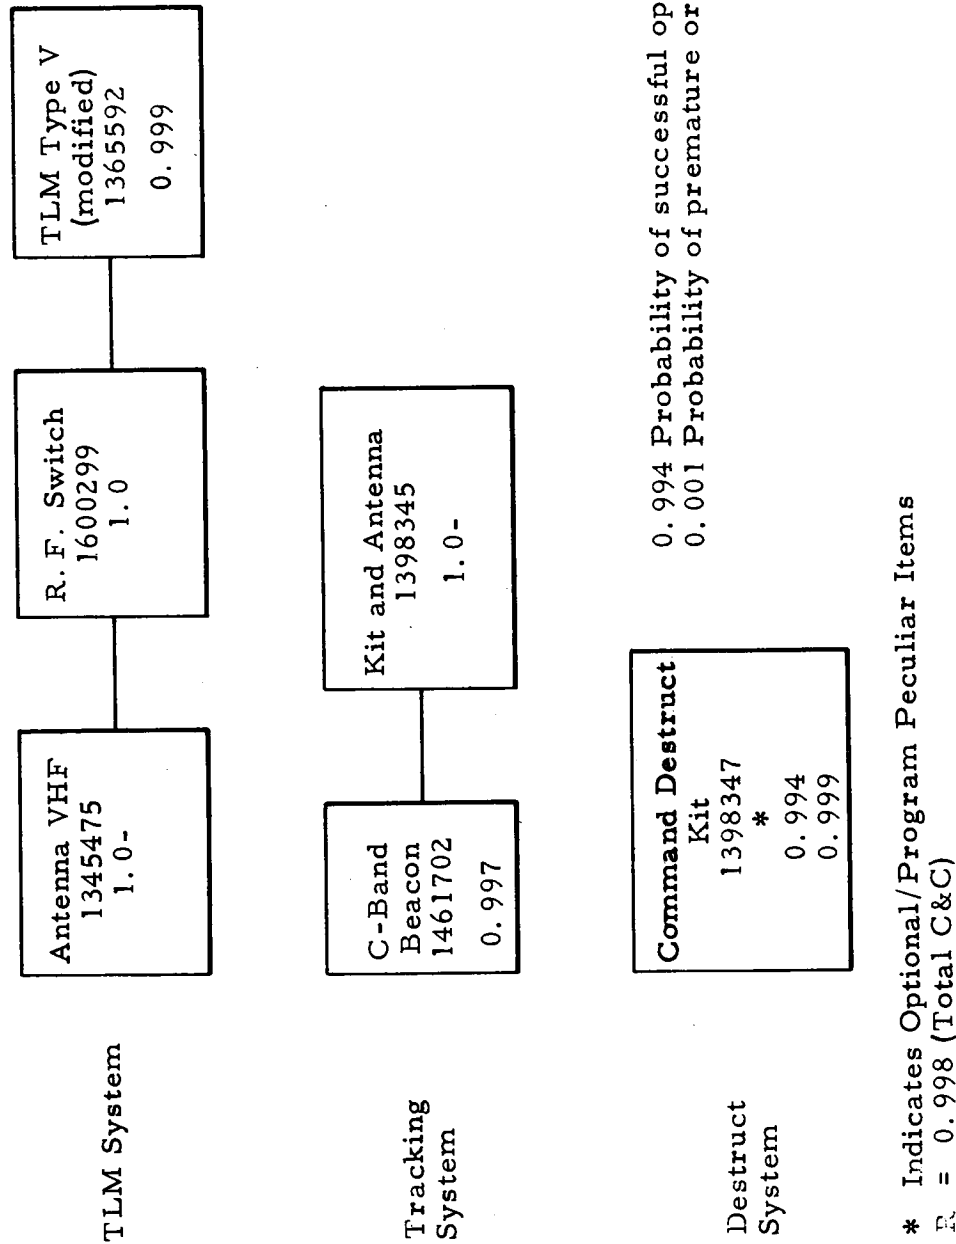 TLM System
Antenna VHF
1345475
1.0-
R. F. Switch
1600299
1.0
TLM Type V
(modified)
1365592
0.999
Tracking
System
C-Band
Beacon
1461702
0.997
Kit and Antenna
1398345
1.0-
Destruct
System
Command Destruct
Kit
1398347
*
0.994
0.999
0.994 Probability of successful op
0.001 Probability of premature or
* Indicates Optional/Program Peculiar Items
R = 0.998 (Total C&C)